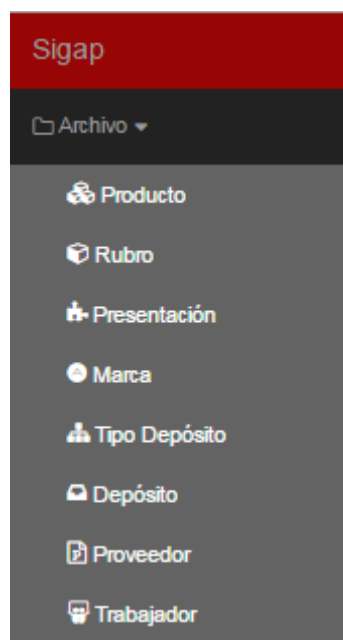 Sigap
Archivo
Producto
Rubro
Presentación
Marca
Tipo Depósito
Depósito
Proveedor
Trabajador